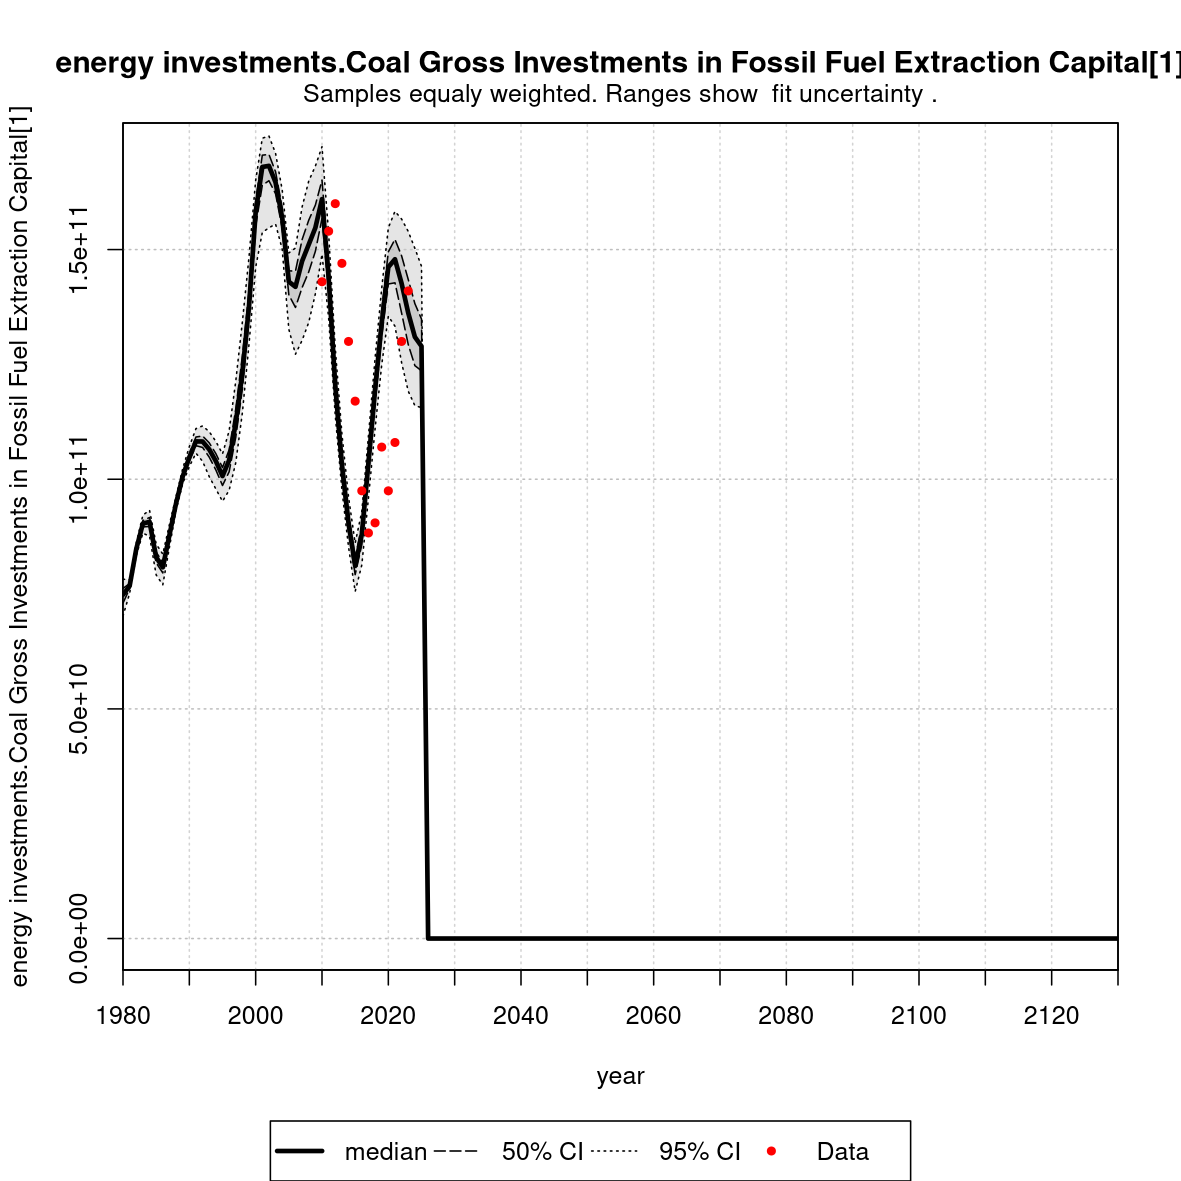 energy investments.Coal Gross Investments in Fossil Fuel Extraction Capital[1]
Samples equaly weighted. Ranges show  fit uncertainty .
energy investments.Coal Gross Investments in Fossil Fuel Extraction Capital[1]
1.5e+11
1.0e+11
5.0e+10
0.0e+00
1980 2000 2020 2040 2060 2080 2100 2120
year
median 50% CI 95% CI Data